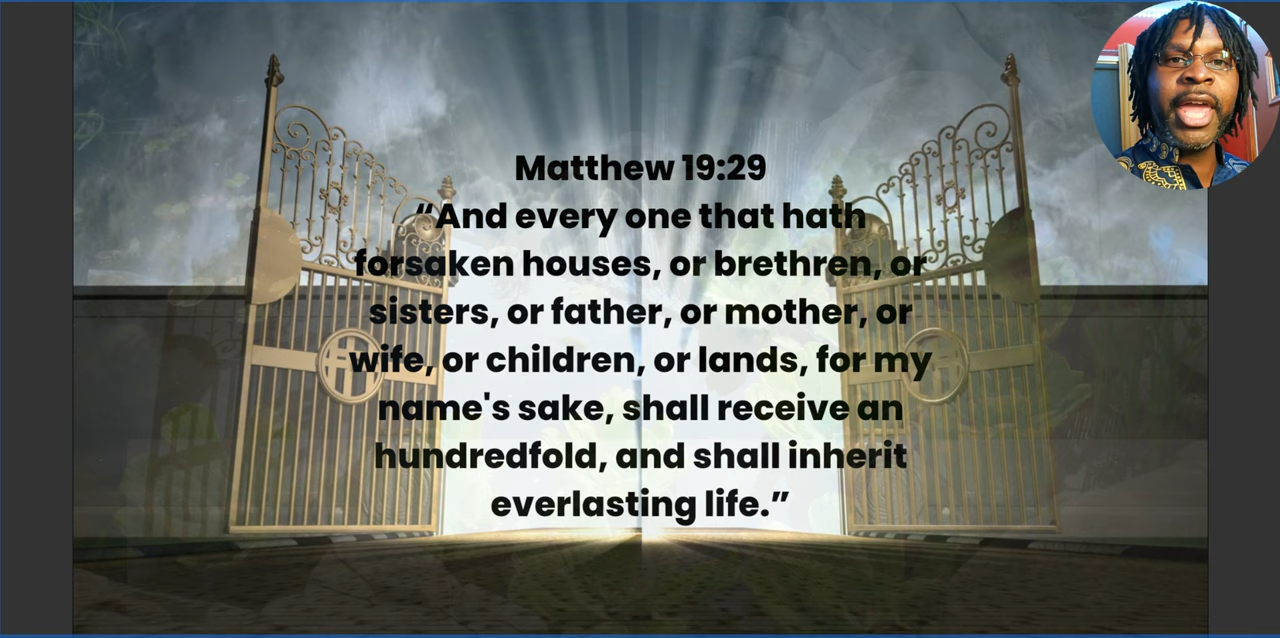 Matthew 19:29
“And every one that hath
forsaken houses, or brethren, or
sisters, or father, or mother, or
wife, or children, or lands, for my
name's sake, shall receive an
hundredfold, and shall inherit
everlasting life.”